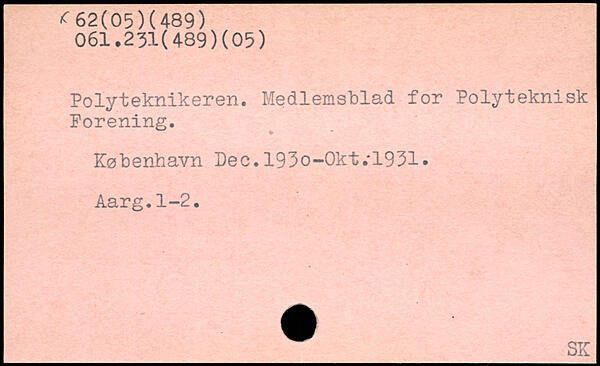 62(05)(489)
061.231(489)(05)
Polyteknikeren. Medlemsblad for Polyteknisk
Forening.
København Dec.193o-Okt.1931.
Aarg.1-2.
SK